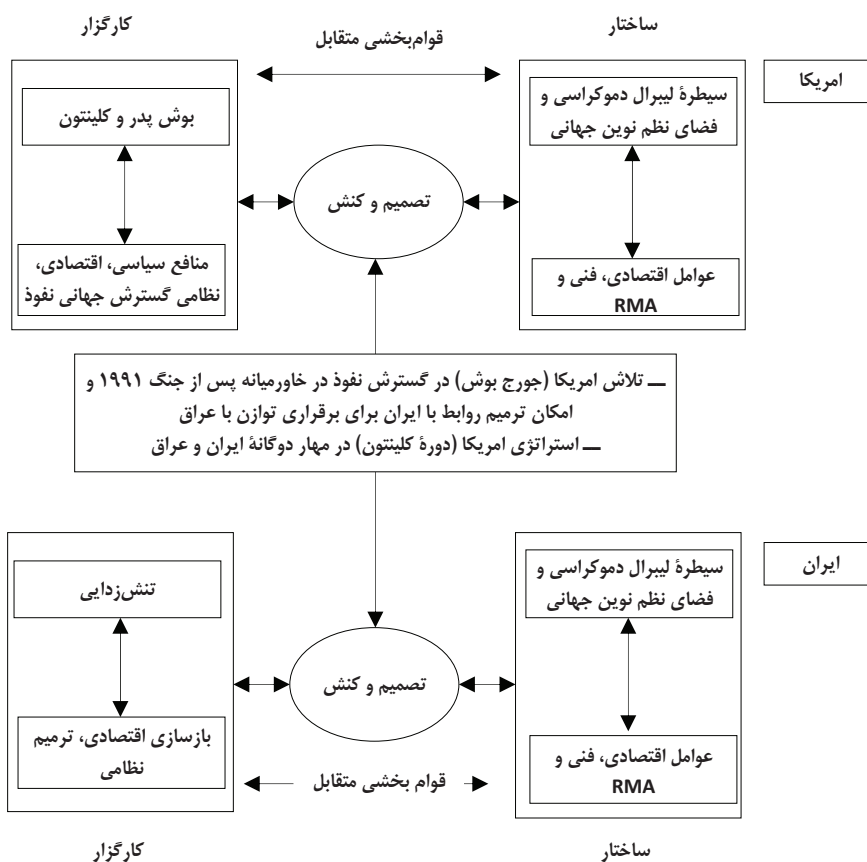 ساختار
کارگزار
قوام‌بخشی متقابل
امریکا
سیطرهٔ لیبرال دموکراسی و
فضای نظم نوین جهانی
بوش پدر و کلینتون
تصمیم و کنش
عوامل اقتصادی، فنی و
RMA
منافع سیاسی، اقتصادی،
نظامی گسترش جهانی نفوذ
ــ تلاش امریکا (جورج بوش) در گسترش نفوذ در خاورمیانه پس از جنگ ۱۹۹۱ و
امکان ترمیم روابط با ایران برای برقراری توازن با عراق
ــ استراتژی امریکا (دورهٔ کلینتون) در مهار دوگانهٔ ایران و عراق
ایران
سیطرهٔ لیبرال دموکراسی و
فضای نظم نوین جهانی
تنش‌زدایی
تصمیم و کنش
عوامل اقتصادی، فنی و
RMA
بازسازی اقتصادی، ترمیم
نظامی
قوام بخشی متقابل
ساختار
کارگزار